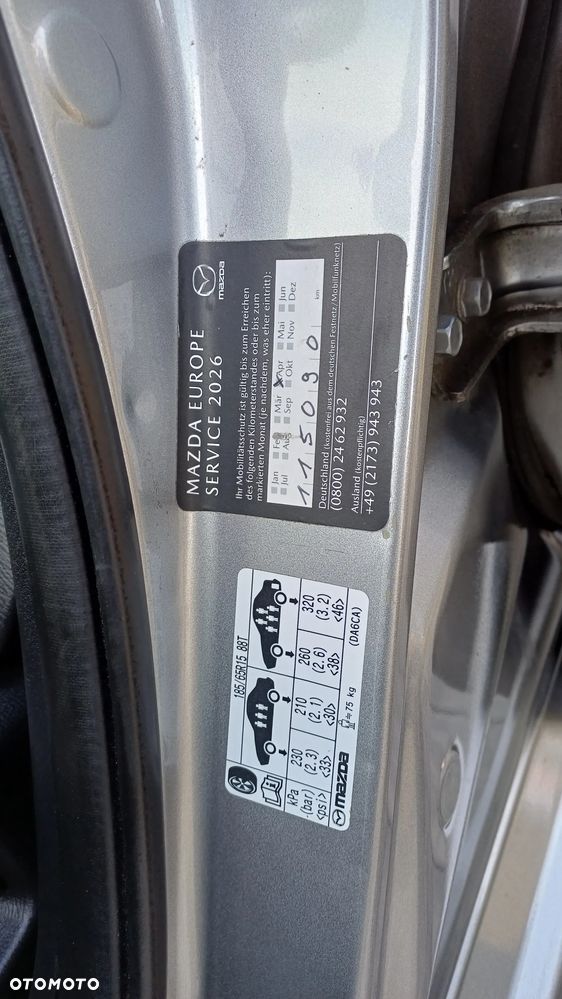 MAZDA EUROPE
SERVICE 2026
mazda
Ihr Mobilitätsschutz ist gültig bis zum Erreichen
des folgenden Kilometerstandes oder bis zum
markierten Monat (je nachdem, was eher eintritt):
Jan Feb Mär Apr Mai Jun
Jul Aug Sep Okt Nov Dez
115090 km
Deutschland (kostenfrei aus dem deutschen Festnetz/Mobilfunknetz)
(0800) 24 62 932
Ausland (kostenpflichtig)
+49 (2173) 943 943
185/65R15 88T
kPa 230 210 260 320
(bar) (2.3) (2.1) (2.6) (3.2)
<psi> <33> <30> <38> <46>
mazda ≒75 kg (DA6CA)
OTOMOTO